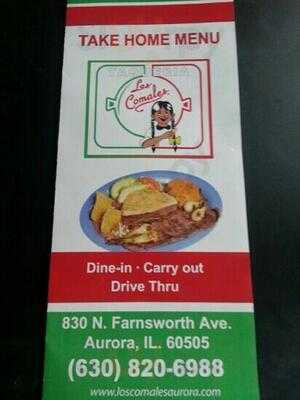 TAKE HOME MENU
TAQUERIA
Los
Comales
Dine-in · Carry out
Drive Thru
830 N. Farnsworth Ave.
Aurora, IL. 60505
(630) 820-6988
www.loscomalesaurora.com